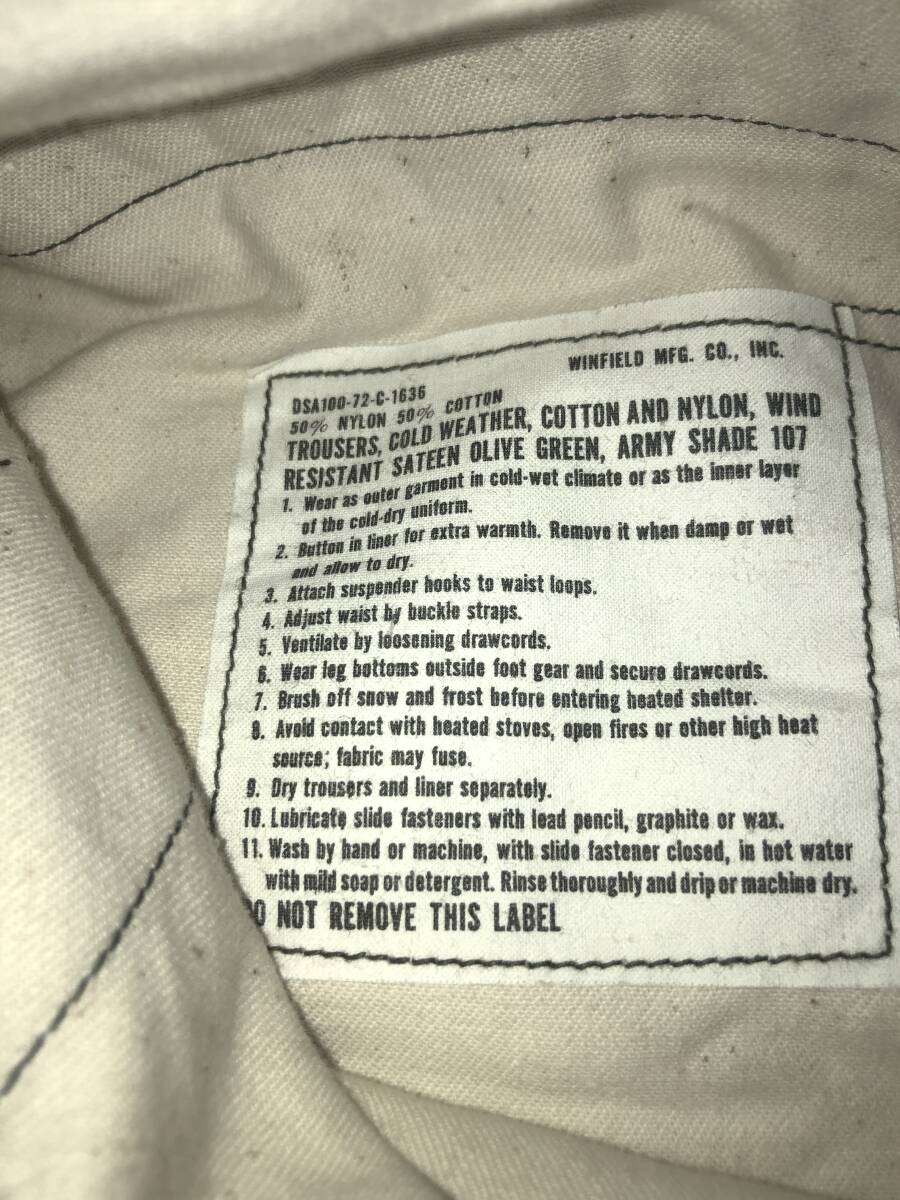 WINFIELD MFG. CO., INC.
DSA100-72-C-1636
50% NYLON 50% COTTON
TROUSERS, COLD WEATHER, COTTON AND NYLON, WIND
RESISTANT SATEEN OLIVE GREEN, ARMY SHADE 107
1. Wear as outer garment in cold-wet climate or as the inner layer
of the cold-dry uniform.
2. Button in liner for extra warmth. Remove it when damp or wet
and allow to dry.
3. Attach suspender hooks to waist loops.
4. Adjust waist by buckle straps.
5. Ventilate by loosening drawcords.
6. Wear leg bottoms outside foot gear and secure drawcords.
7. Brush off snow and frost before entering heated shelter.
8. Avoid contact with heated stoves, open fires or other high heat
source; fabric may fuse.
9. Dry trousers and liner separately.
10. Lubricate slide fasteners with lead pencil, graphite or wax.
11. Wash by hand or machine, with slide fastener closed, in hot water
with mild soap or detergent. Rinse thoroughly and drip or machine dry.
DO NOT REMOVE THIS LABEL